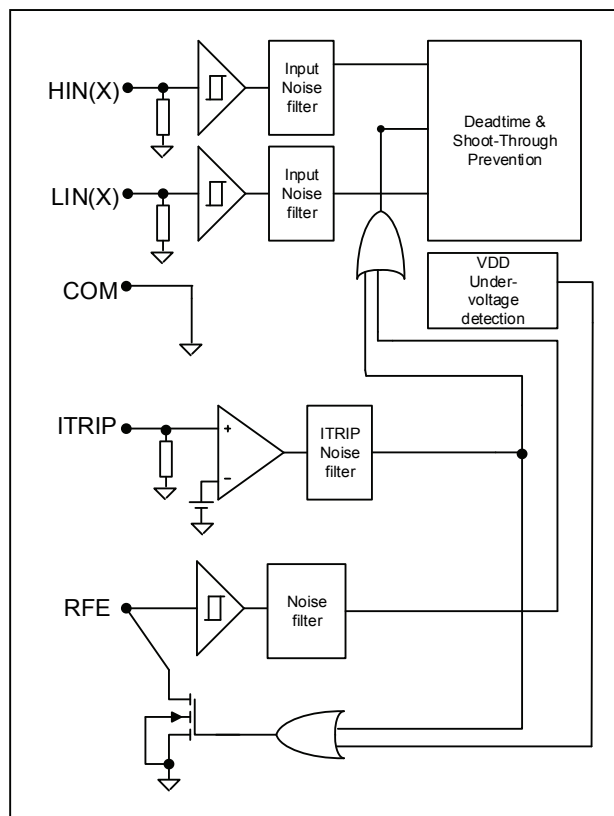 HIN(X)
Input
Noise
filter
Deadtime &
Shoot-Through
Prevention
LIN(X)
Input
Noise
filter
VDD
Under-
voltage
detection
COM
ITRIP
+
−
ITRIP
Noise
filter
RFE
Noise
filter